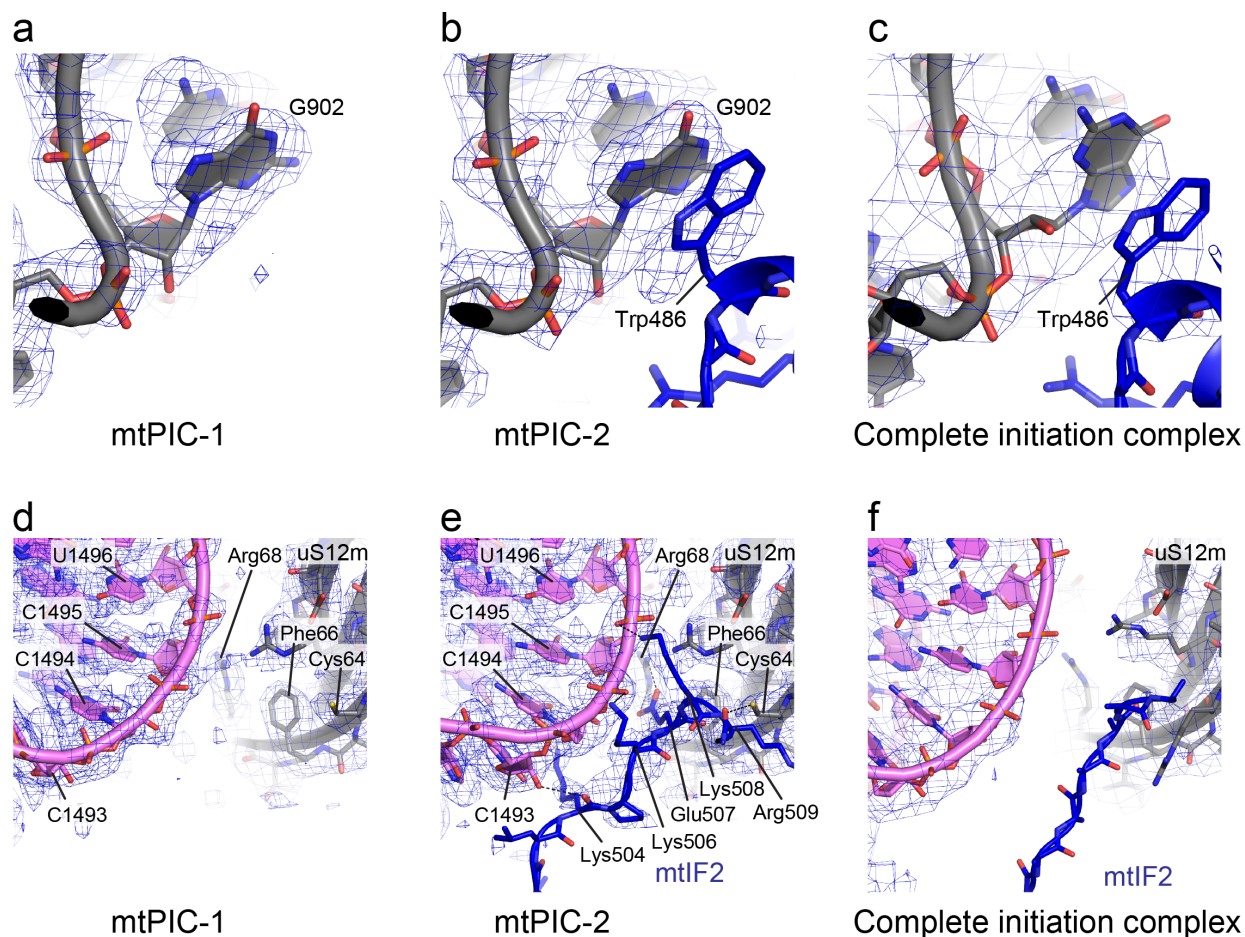 a
b
c
G902
G902
Trp486
Trp486
mtPIC-1
mtPIC-2
Complete initiation complex
d
e
f
U1496
Arg68
uS12m
C1495
Phe66
C1494
Cys64
C1493
U1496
Arg68
uS12m
C1495
Phe66
C1494
Cys64
C1493
Lys508
Glu507
Arg509
Lys506
Lys504
mtIF2
uS12m
mtIF2
mtPIC-1
mtPIC-2
Complete initiation complex